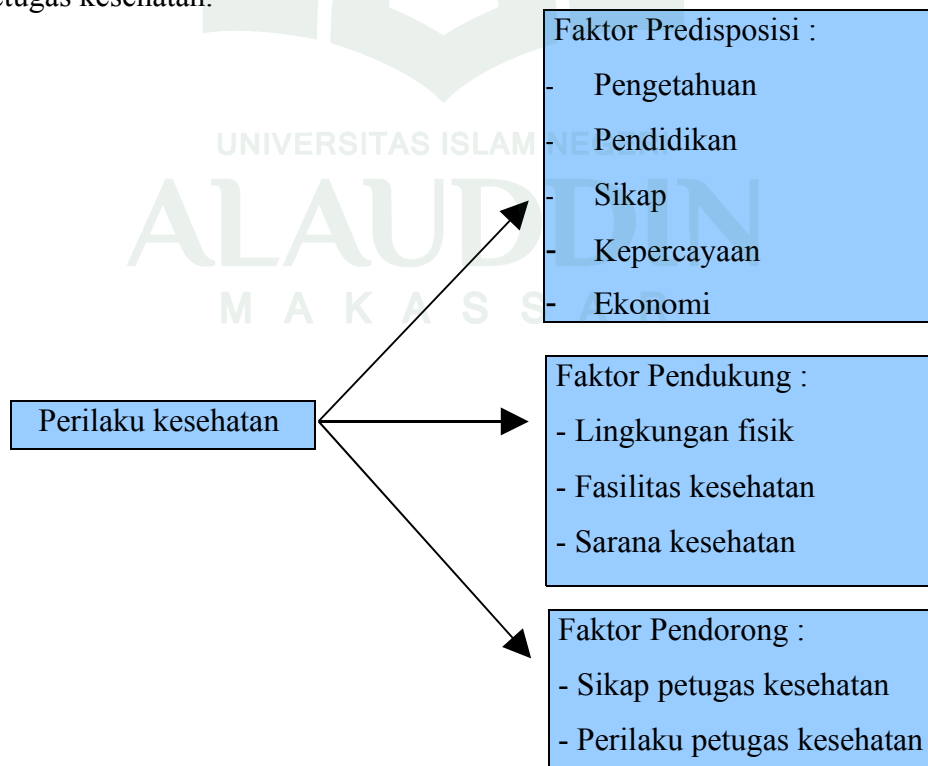 etugas kesehatan.
Faktor Predisposisi :
- Pengetahuan
- Pendidikan
- Sikap
- Kepercayaan
- Ekonomi
UNIVERSITAS ISLAM NEGERI
ALAUDDIN
MAKASSAR
Perilaku kesehatan
Faktor Pendukung :
- Lingkungan fisik
- Fasilitas kesehatan
- Sarana kesehatan
Faktor Pendorong :
- Sikap petugas kesehatan
- Perilaku petugas kesehatan